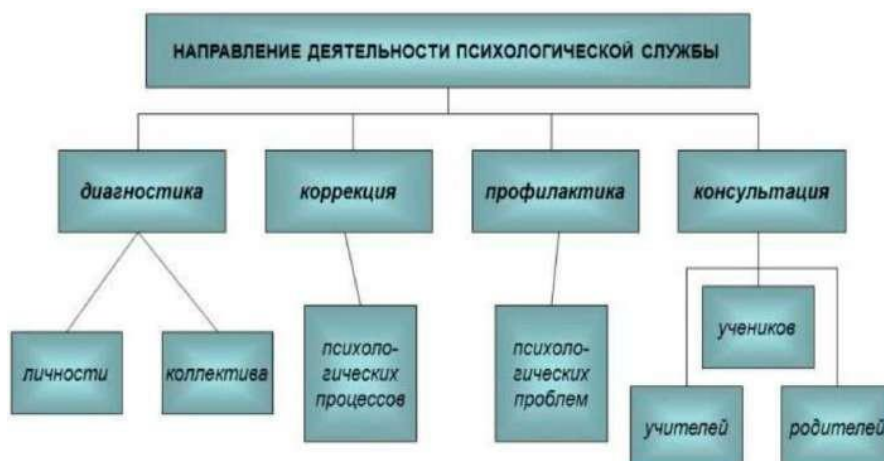 НАПРАВЛЕНИЕ ДЕЯТЕЛЬНОСТИ ПСИХОЛОГИЧЕСКОЙ СЛУЖБЫ
диагностика
коррекция
профилактика
консультация
личности
коллектива
психоло-
гических
процессов
психоло-
гических
проблем
учеников
учителей
родителей